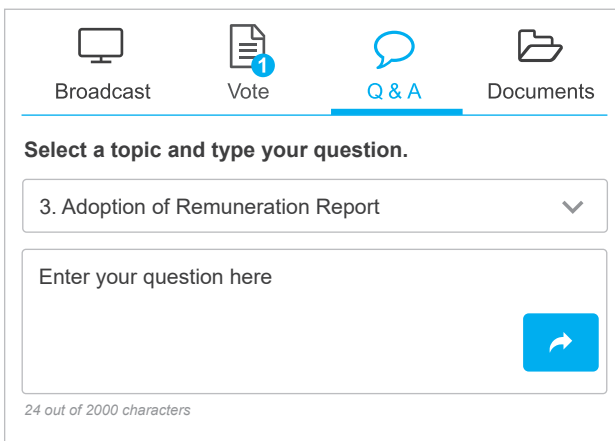 1
Broadcast Vote Q & A Documents
Select a topic and type your question.
3. Adoption of Remuneration Report
Enter your question here
24 out of 2000 characters